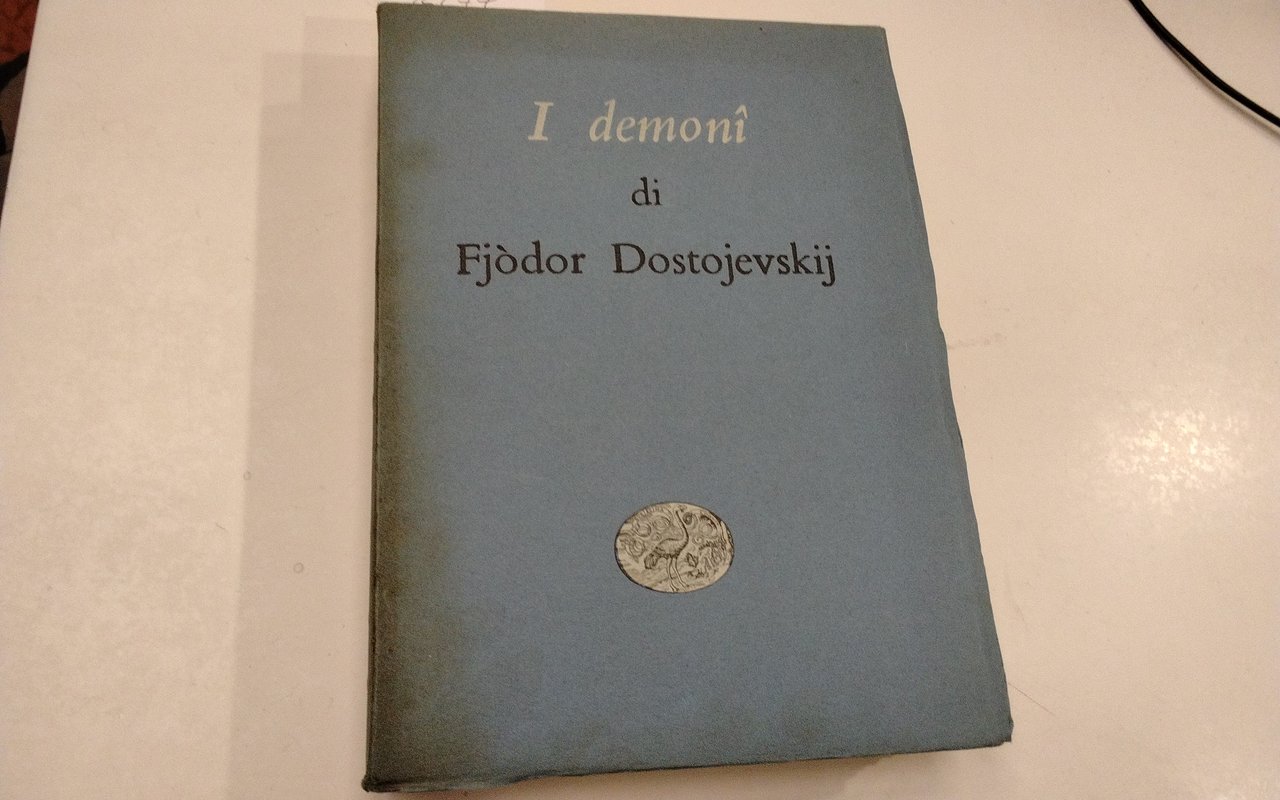 I demonî
di
Fjòdor Dostojevskij